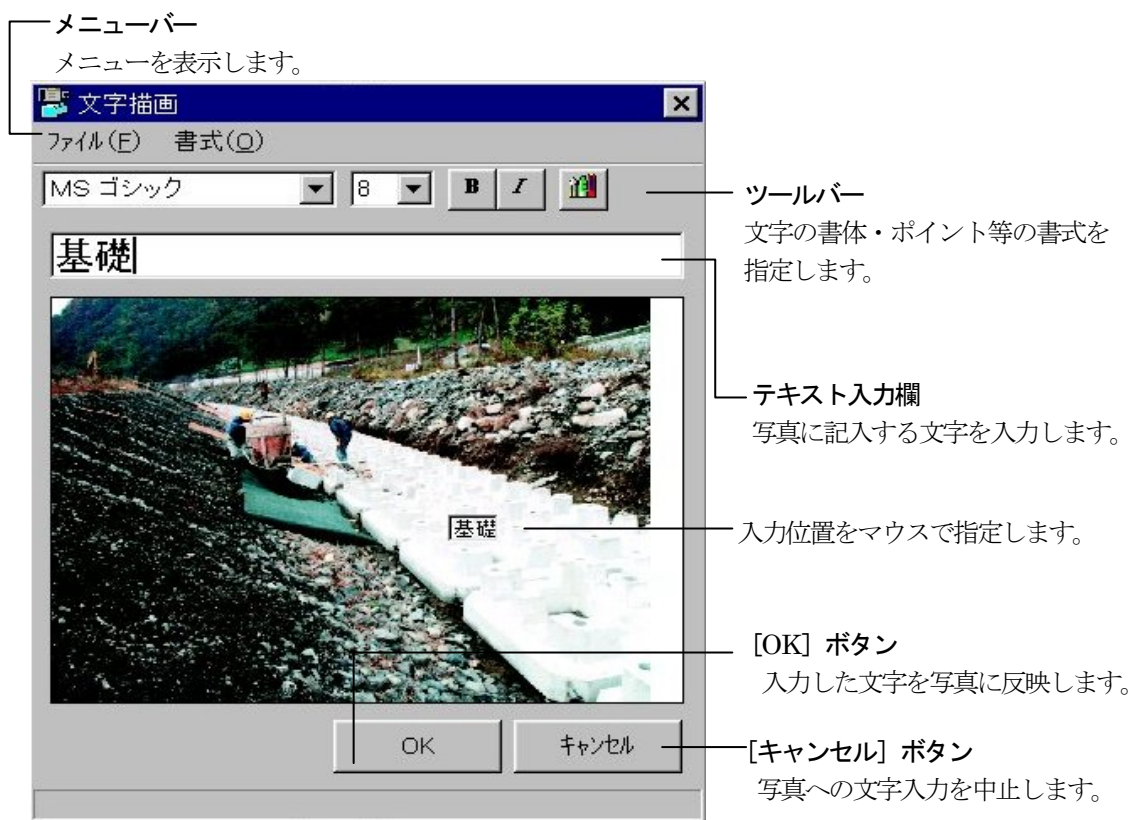 メニューバー
メニューを表示します。
文字描画
ファイル(F) 書式(O)
MS ゴシック 8 B I
ツールバー
文字の書体・ポイント等の書式を
指定します。
基礎
テキスト入力欄
写真に記入する文字を入力します。
基礎
入力位置をマウスで指定します。
[OK] ボタン
入力した文字を写真に反映します。
OK キャンセル
[キャンセル] ボタン
写真への文字入力を中止します。